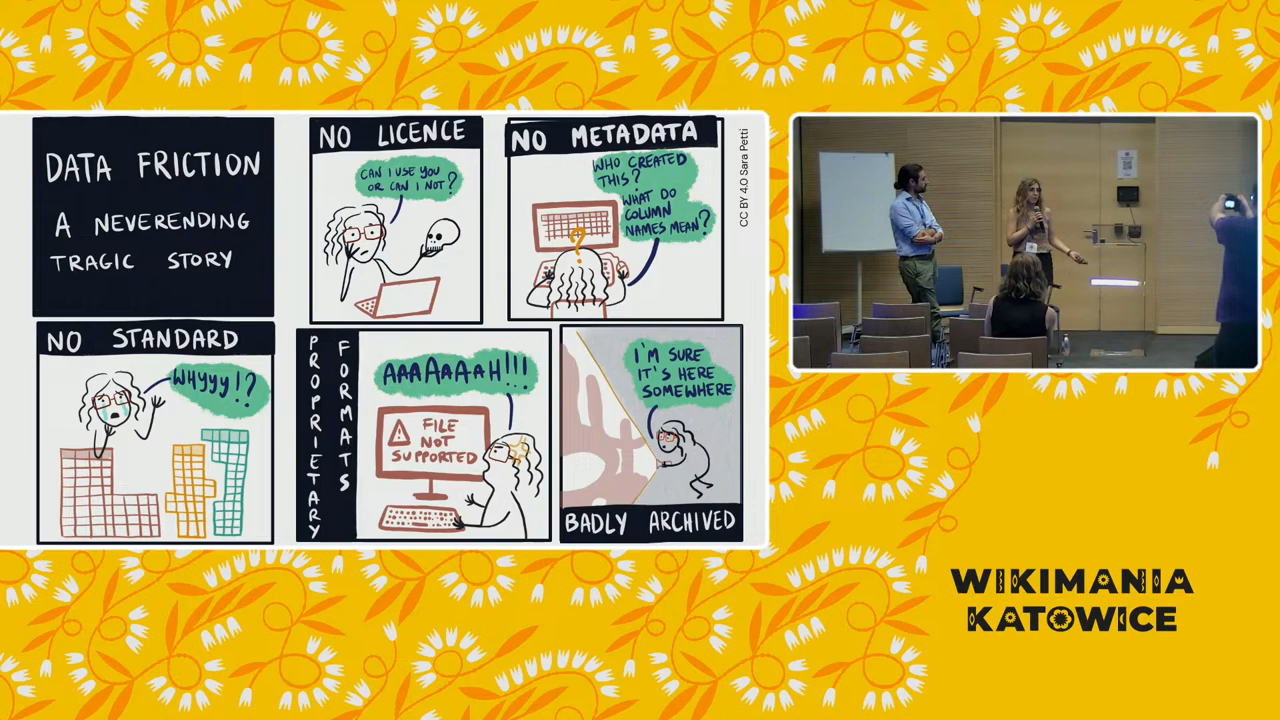 DATA FRICTION
A NEVERENDING
TRAGIC STORY
NO LICENCE
CAN I USE YOU
OR CAN I NOT?
NO METADATA
WHO CREATED
THIS?
WHAT DO
COLUMN
NAMES MEAN?
?
CC BY 4.0 Sara Petti
NO STANDARD
WHYYY!?
PROPRIETARY
FORMATS
AAAAAAAH!!!
FILE
NOT
SUPPORTED
I'M SURE
IT'S HERE
SOMEWHERE
BADLY ARCHIVED
WIKIMANIA
KATOWICE